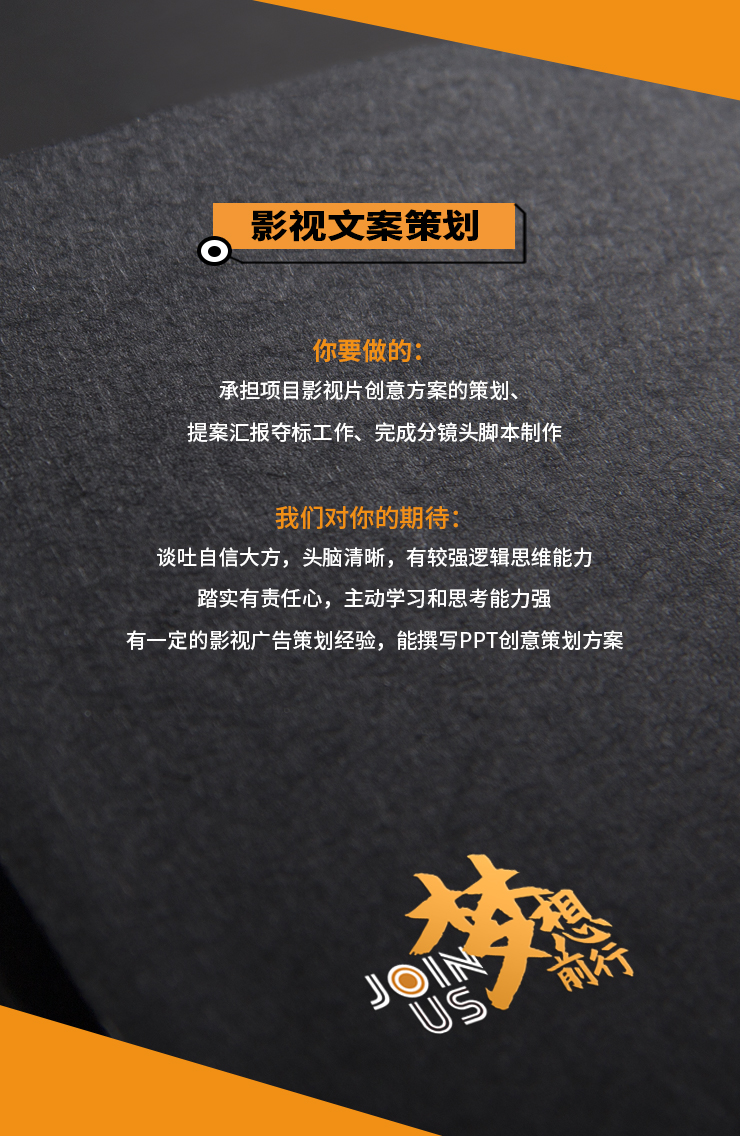 影视文案策划
你要做的：
承担项目影视片创意方案的策划、
提案汇报夺标工作、完成分镜头脚本制作
我们对你的期待：
谈吐自信大方，头脑清晰，有较强逻辑思维能力
踏实有责任心，主动学习和思考能力强
有一定的影视广告策划经验，能撰写PPT创意策划方案
梦想
前行
JOIN
US